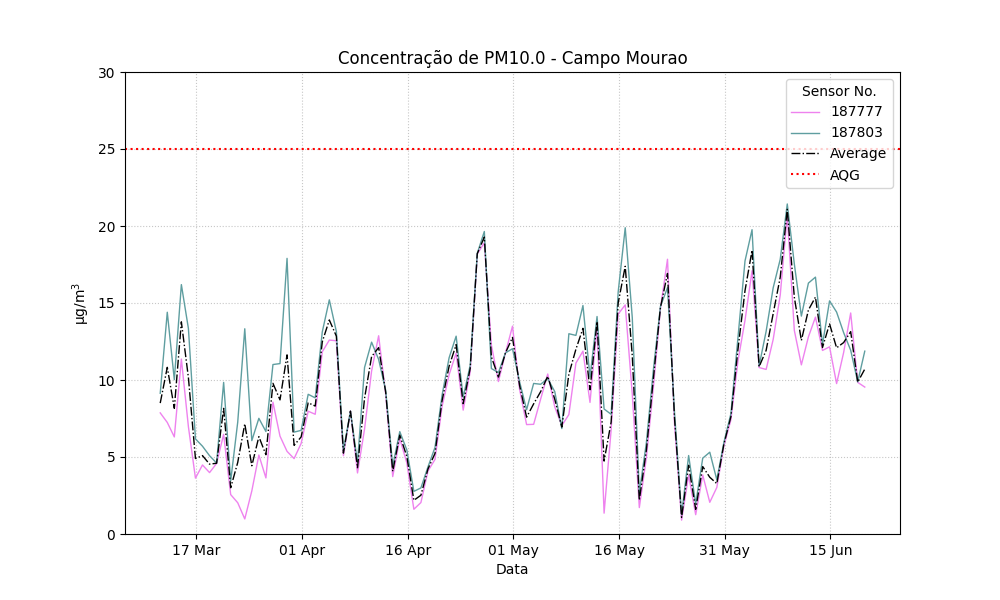 Concentração de PM10.0 - Campo Mourao
30
25
20
15
10
5
0
µg/m³
17 Mar
01 Apr
16 Apr
01 May
16 May
31 May
15 Jun
Data
Sensor No.
187777
187803
Average
AQG